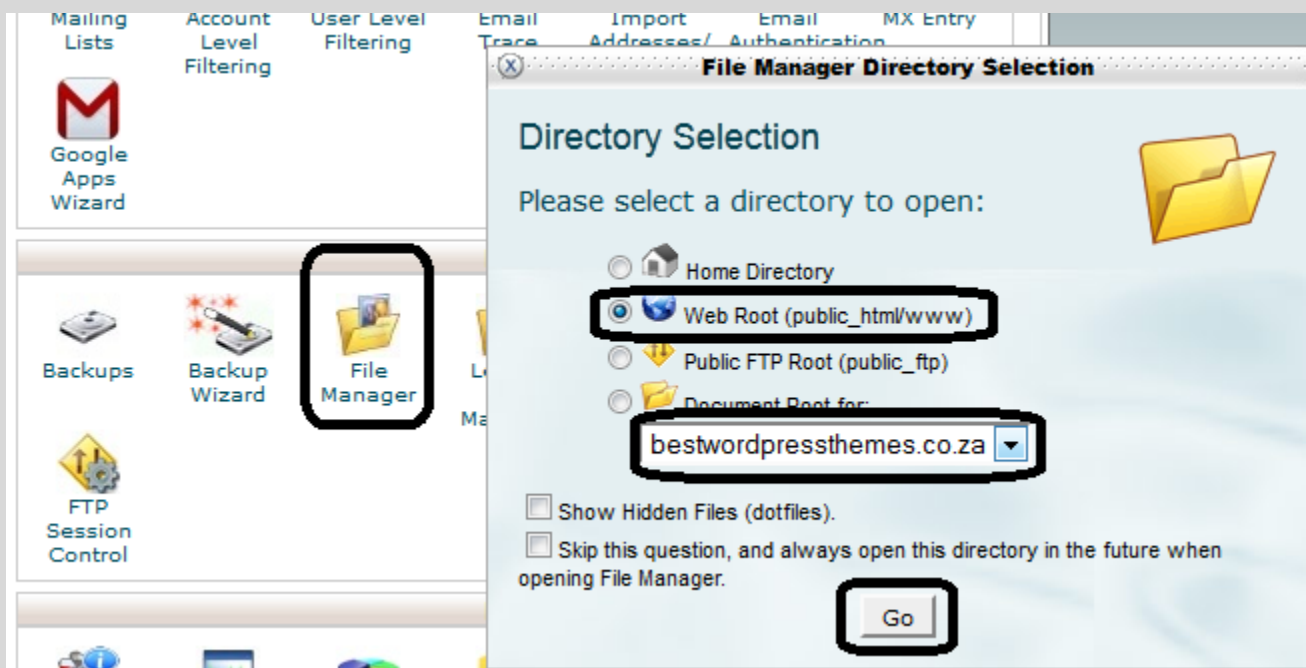 Mailing
Lists
Account
Level
Filtering
User Level
Filtering
Email
Trace
Import
Addresses/
Email
Authentication
MX Entry
Google
Apps
Wizard
Backups
Backup
Wizard
File
Manager
FTP
Session
Control
File Manager Directory Selection
Directory Selection
Please select a directory to open:
Home Directory
Web Root (public_html/www)
Public FTP Root (public_ftp)
Document Root for:
bestwordpressthemes.co.za
Show Hidden Files (dotfiles).
Skip this question, and always open this directory in the future when
opening File Manager.
Go